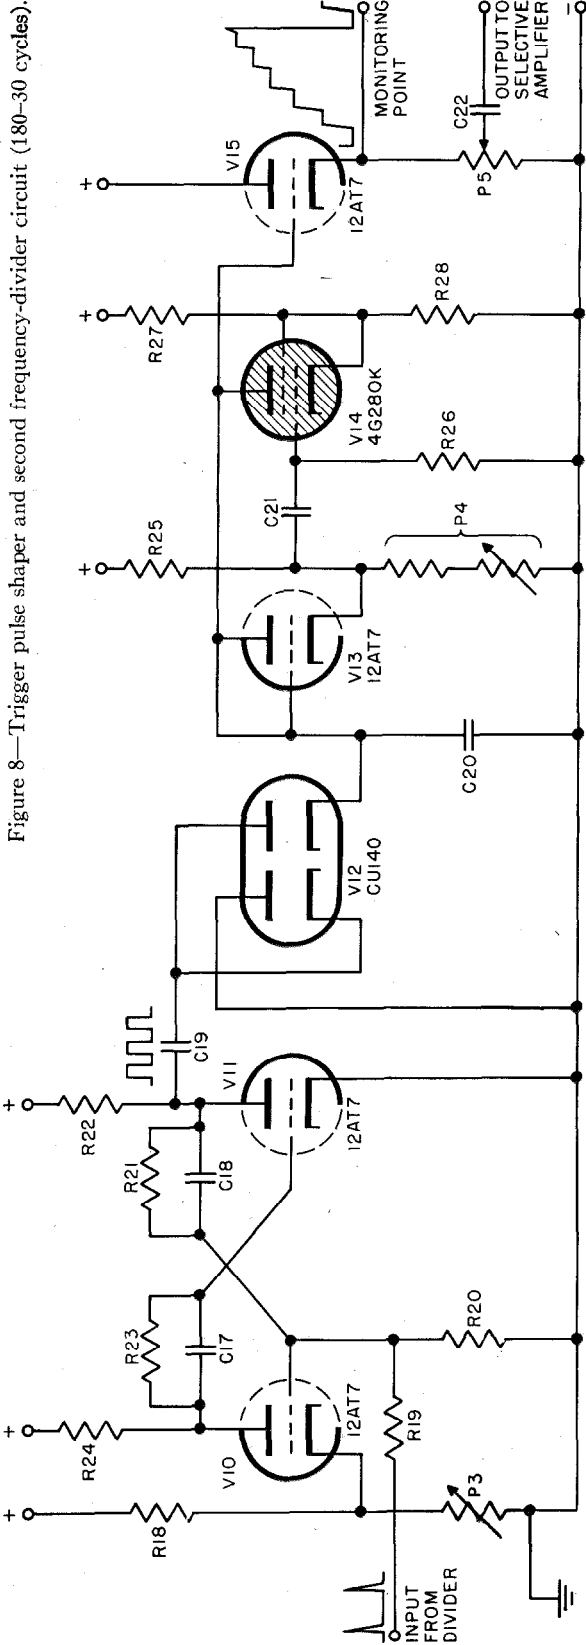 Figure 8—Trigger pulse shaper and second frequency-divider circuit (180–30 cycles).
+
+
+
+
+
+
R18
R24
R23
C17
V10
12AT7
INPUT
FROM
DIVIDER
P3
R19
R20
R22
R21
C18
V11
12AT7
C19
V12
CU140
C20
V13
12AT7
R25
C21
P4
R26
V14
4G280K
R27
R28
V15
12AT7
MONITORING
POINT
P5
C22
OUTPUT TO
SELECTIVE
AMPLIFIER
–